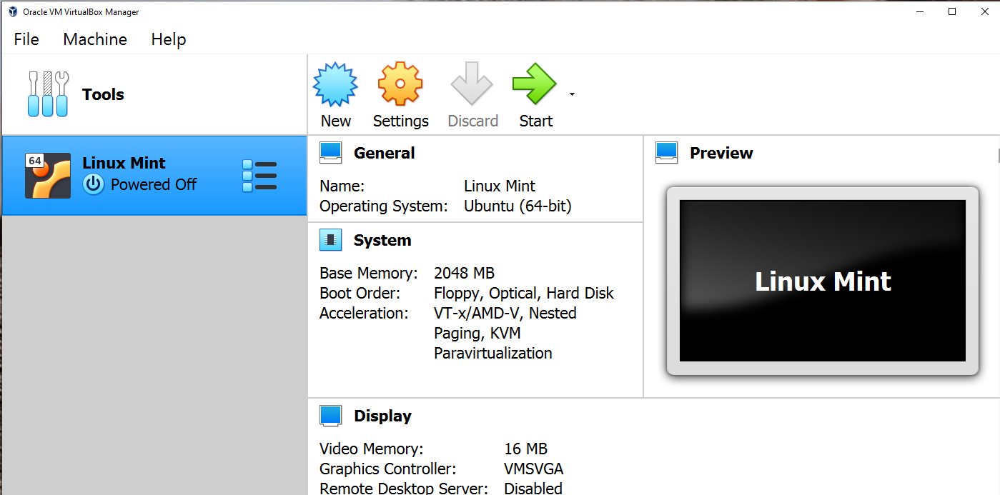 Oracle VM VirtualBox Manager
File Machine Help
Tools
New Settings Discard Start
64
Linux Mint
Powered Off
General
Name: Linux Mint
Operating System: Ubuntu (64-bit)
System
Base Memory: 2048 MB
Boot Order: Floppy, Optical, Hard Disk
Acceleration: VT-x/AMD-V, Nested
Paging, KVM
Paravirtualization
Preview
Linux Mint
Display
Video Memory: 16 MB
Graphics Controller: VMSVGA
Remote Desktop Server: Disabled